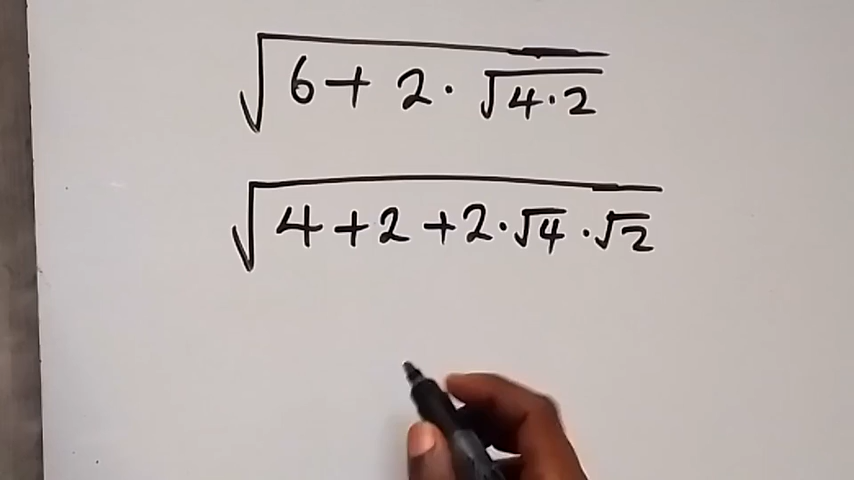 √(6 + 2 · √(4 · 2))
√(4 + 2 + 2 · √4 · √2)